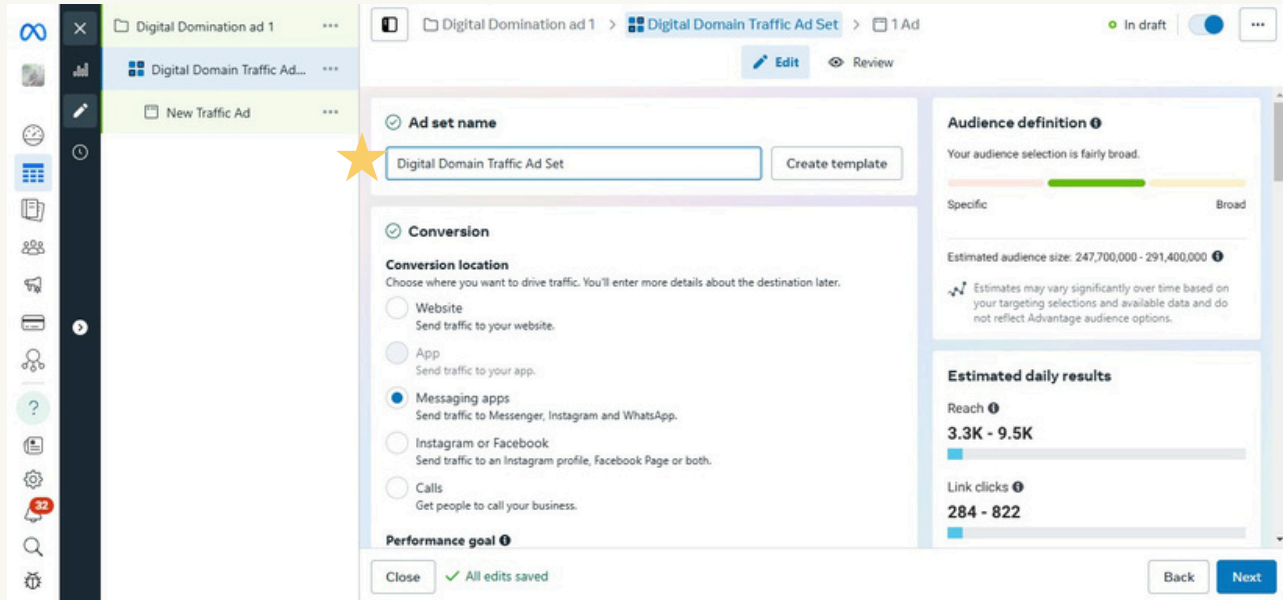 Digital Domination ad 1
Digital Domain Traffic Ad...
New Traffic Ad
Digital Domination ad 1 > Digital Domain Traffic Ad Set > 1 Ad
In draft
Edit
Review
Ad set name
Digital Domain Traffic Ad Set
Create template
Conversion
Conversion location
Choose where you want to drive traffic. You'll enter more details about the destination later.
Website
Send traffic to your website.
App
Send traffic to your app.
Messaging apps
Send traffic to Messenger, Instagram and WhatsApp.
Instagram or Facebook
Send traffic to an Instagram profile, Facebook Page or both.
Calls
Get people to call your business.
Performance goal
Audience definition
Your audience selection is fairly broad.
Specific
Broad
Estimated audience size: 247,700,000 - 291,400,000
Estimates may vary significantly over time based on
your targeting selections and available data and do
not reflect Advantage audience options.
Estimated daily results
Reach
3.3K - 9.5K
Link clicks
284 - 822
32
Close
All edits saved
Back
Next